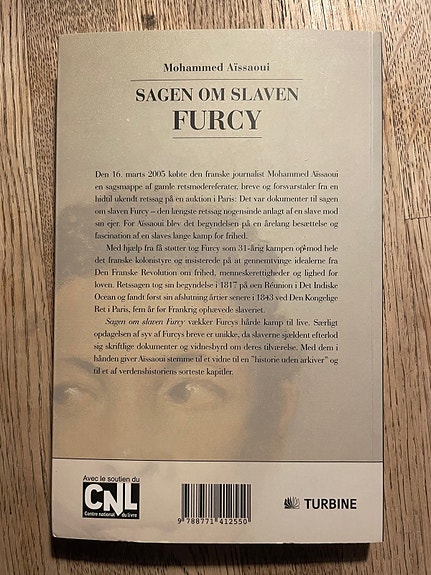 Mohammed Aïssaoui
SAGEN OM SLAVEN
FURCY
Den 16. marts 2005 købte den franske journalist Mohammed Aïssaoui
en sagsmappe af gamle retsmødereferater, breve og forsvarstaler fra en
hidtil ukendt retssag på en auktion i Paris: Det var dokumenter til sagen
om slaven Furcy – den længste retssag nogensinde anlagt af en slave mod
sin ejer. For Aïssaoui blev det begyndelsen på en årelang besættelse og
fascination af en slaves lange kamp for frihed.
Med hjælp fra få støtter tog Furcy som 31-årig kampen op mod hele
det franske kolonistyre og insisterede på at gennemtvinge idealerne fra
Den Franske Revolution om frihed, menneskerettigheder og lighed for
loven. Retssagen tog sin begyndelse i 1817 på øen Réunion i Det Indiske
Ocean og fandt først sin afslutning årtier senere i 1843 ved Den Kongelige
Ret i Paris, fem år før Frankrig ophævede slaveriet.
Sagen om slaven Furcy vækker Furcys hårde kamp til live. Særligt
opdagelsen af syv af Furcys breve er unikke, da slaverne sjældent efterlod
sig skriftlige dokumenter og vidnesbyrd om deres tilværelse. Med dem i
hånden giver Aïssaoui stemme til et vidne til en "historie uden arkiver" og
til et af verdenshistoriens sorteste kapitler.
Avec le soutien du
CNL
Centre national
du livre
9 788771 412550
TURBINE